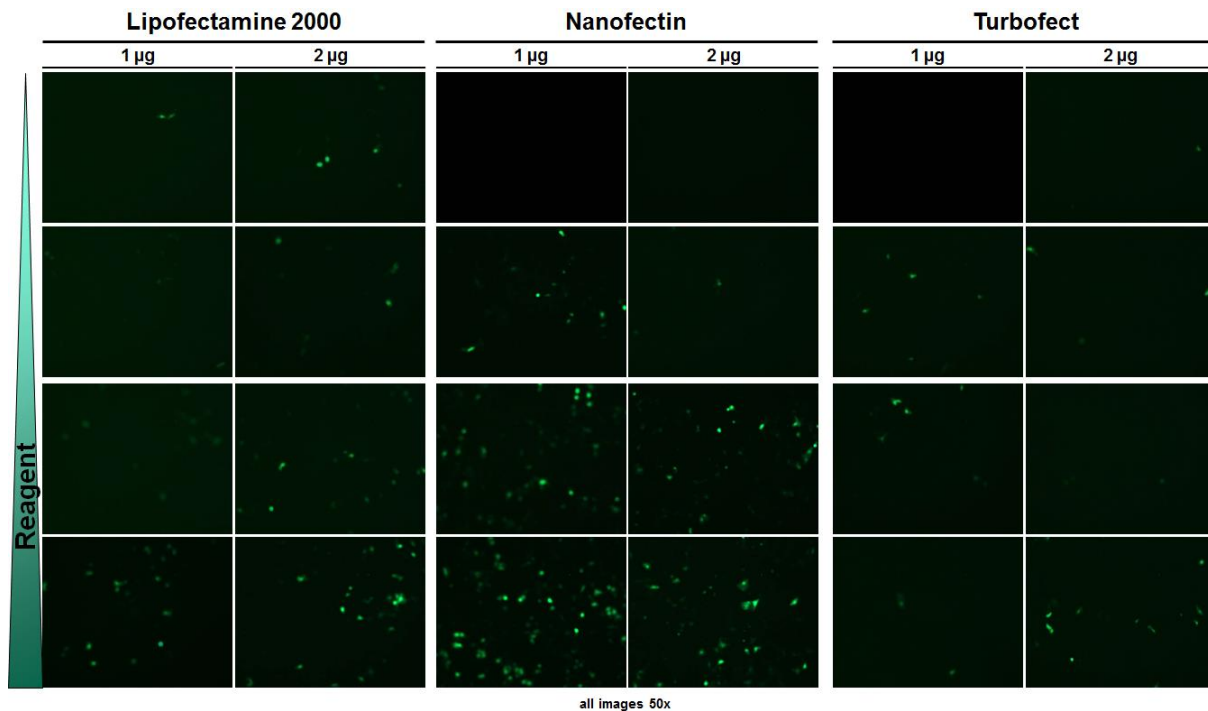 Lipofectamine 2000 Nanofectin Turbofect
1 µg 2 µg 1 µg 2 µg 1 µg 2 µg
Reagent
all images 50x